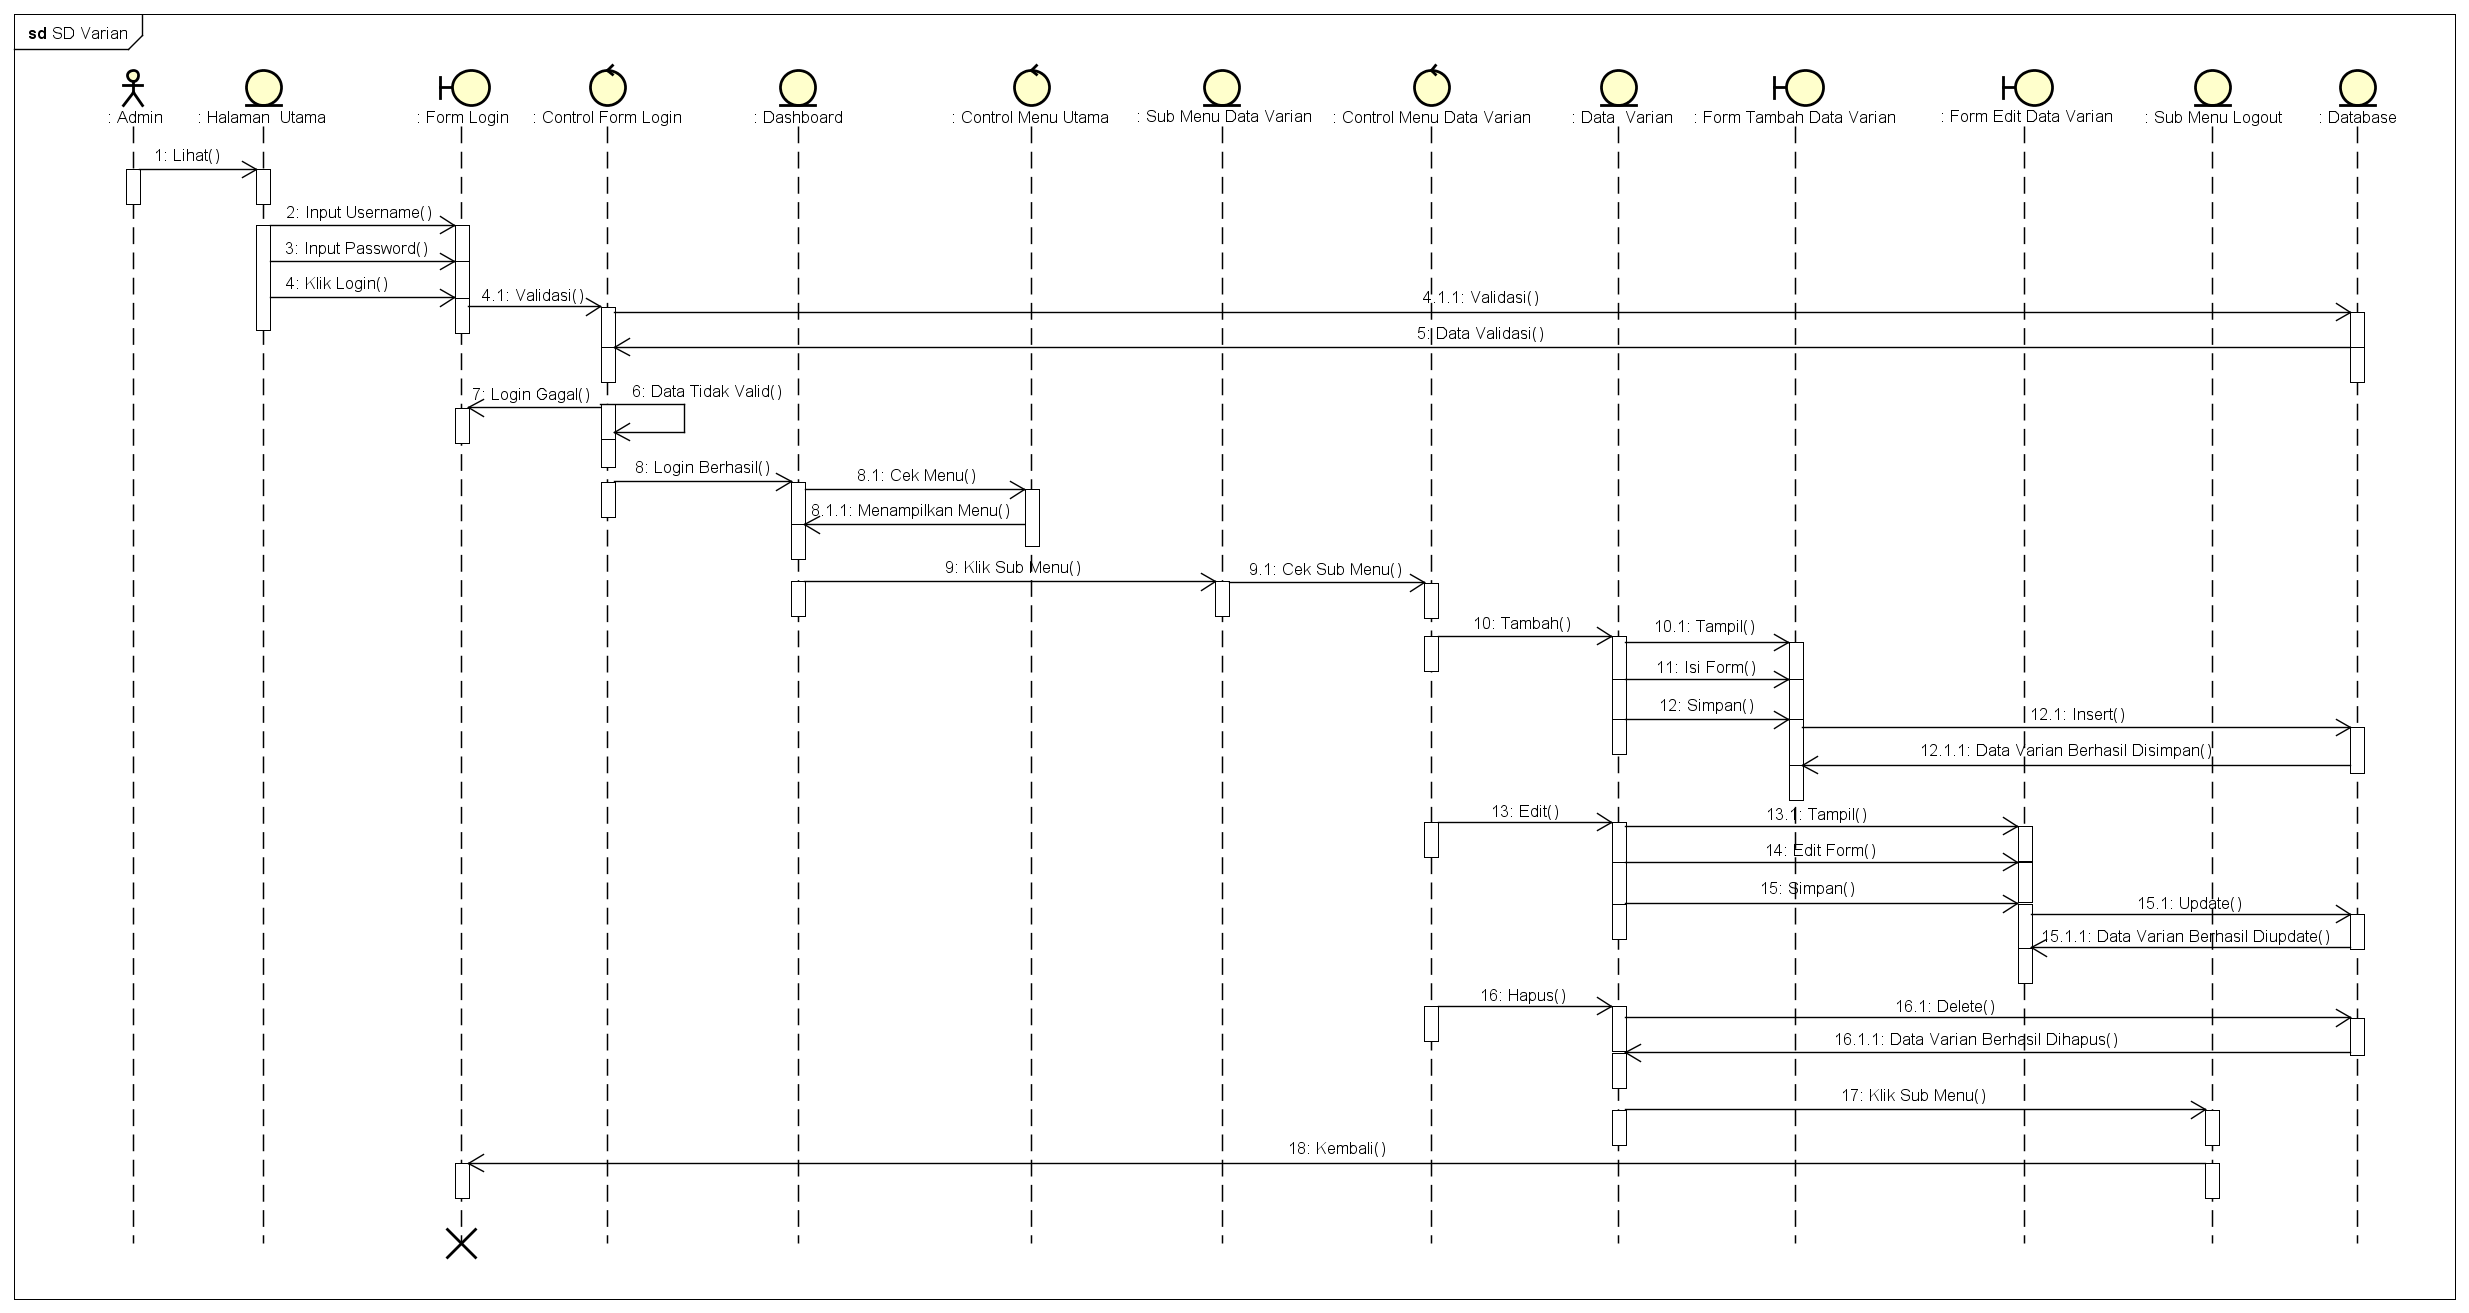 sd SD Varian
: Admin
: Halaman  Utama
: Form Login
: Control Form Login
: Dashboard
: Control Menu Utama
: Sub Menu Data Varian
: Control Menu Data Varian
: Data  Varian
: Form Tambah Data Varian
: Form Edit Data Varian
: Sub Menu Logout
: Database
1: Lihat()
2: Input Username()
3: Input Password()
4: Klik Login()
4.1: Validasi()
4.1.1: Validasi()
5: Data Validasi()
6: Data Tidak Valid()
7: Login Gagal()
8: Login Berhasil()
8.1: Cek Menu()
8.1.1: Menampilkan Menu()
9: Klik Sub Menu()
9.1: Cek Sub Menu()
10: Tambah()
10.1: Tampil()
11: Isi Form()
12: Simpan()
12.1: Insert()
12.1.1: Data Varian Berhasil Disimpan()
13: Edit()
13.1: Tampil()
14: Edit Form()
15: Simpan()
15.1: Update()
15.1.1: Data Varian Berhasil Diupdate()
16: Hapus()
16.1: Delete()
16.1.1: Data Varian Berhasil Dihapus()
17: Klik Sub Menu()
18: Kembali()